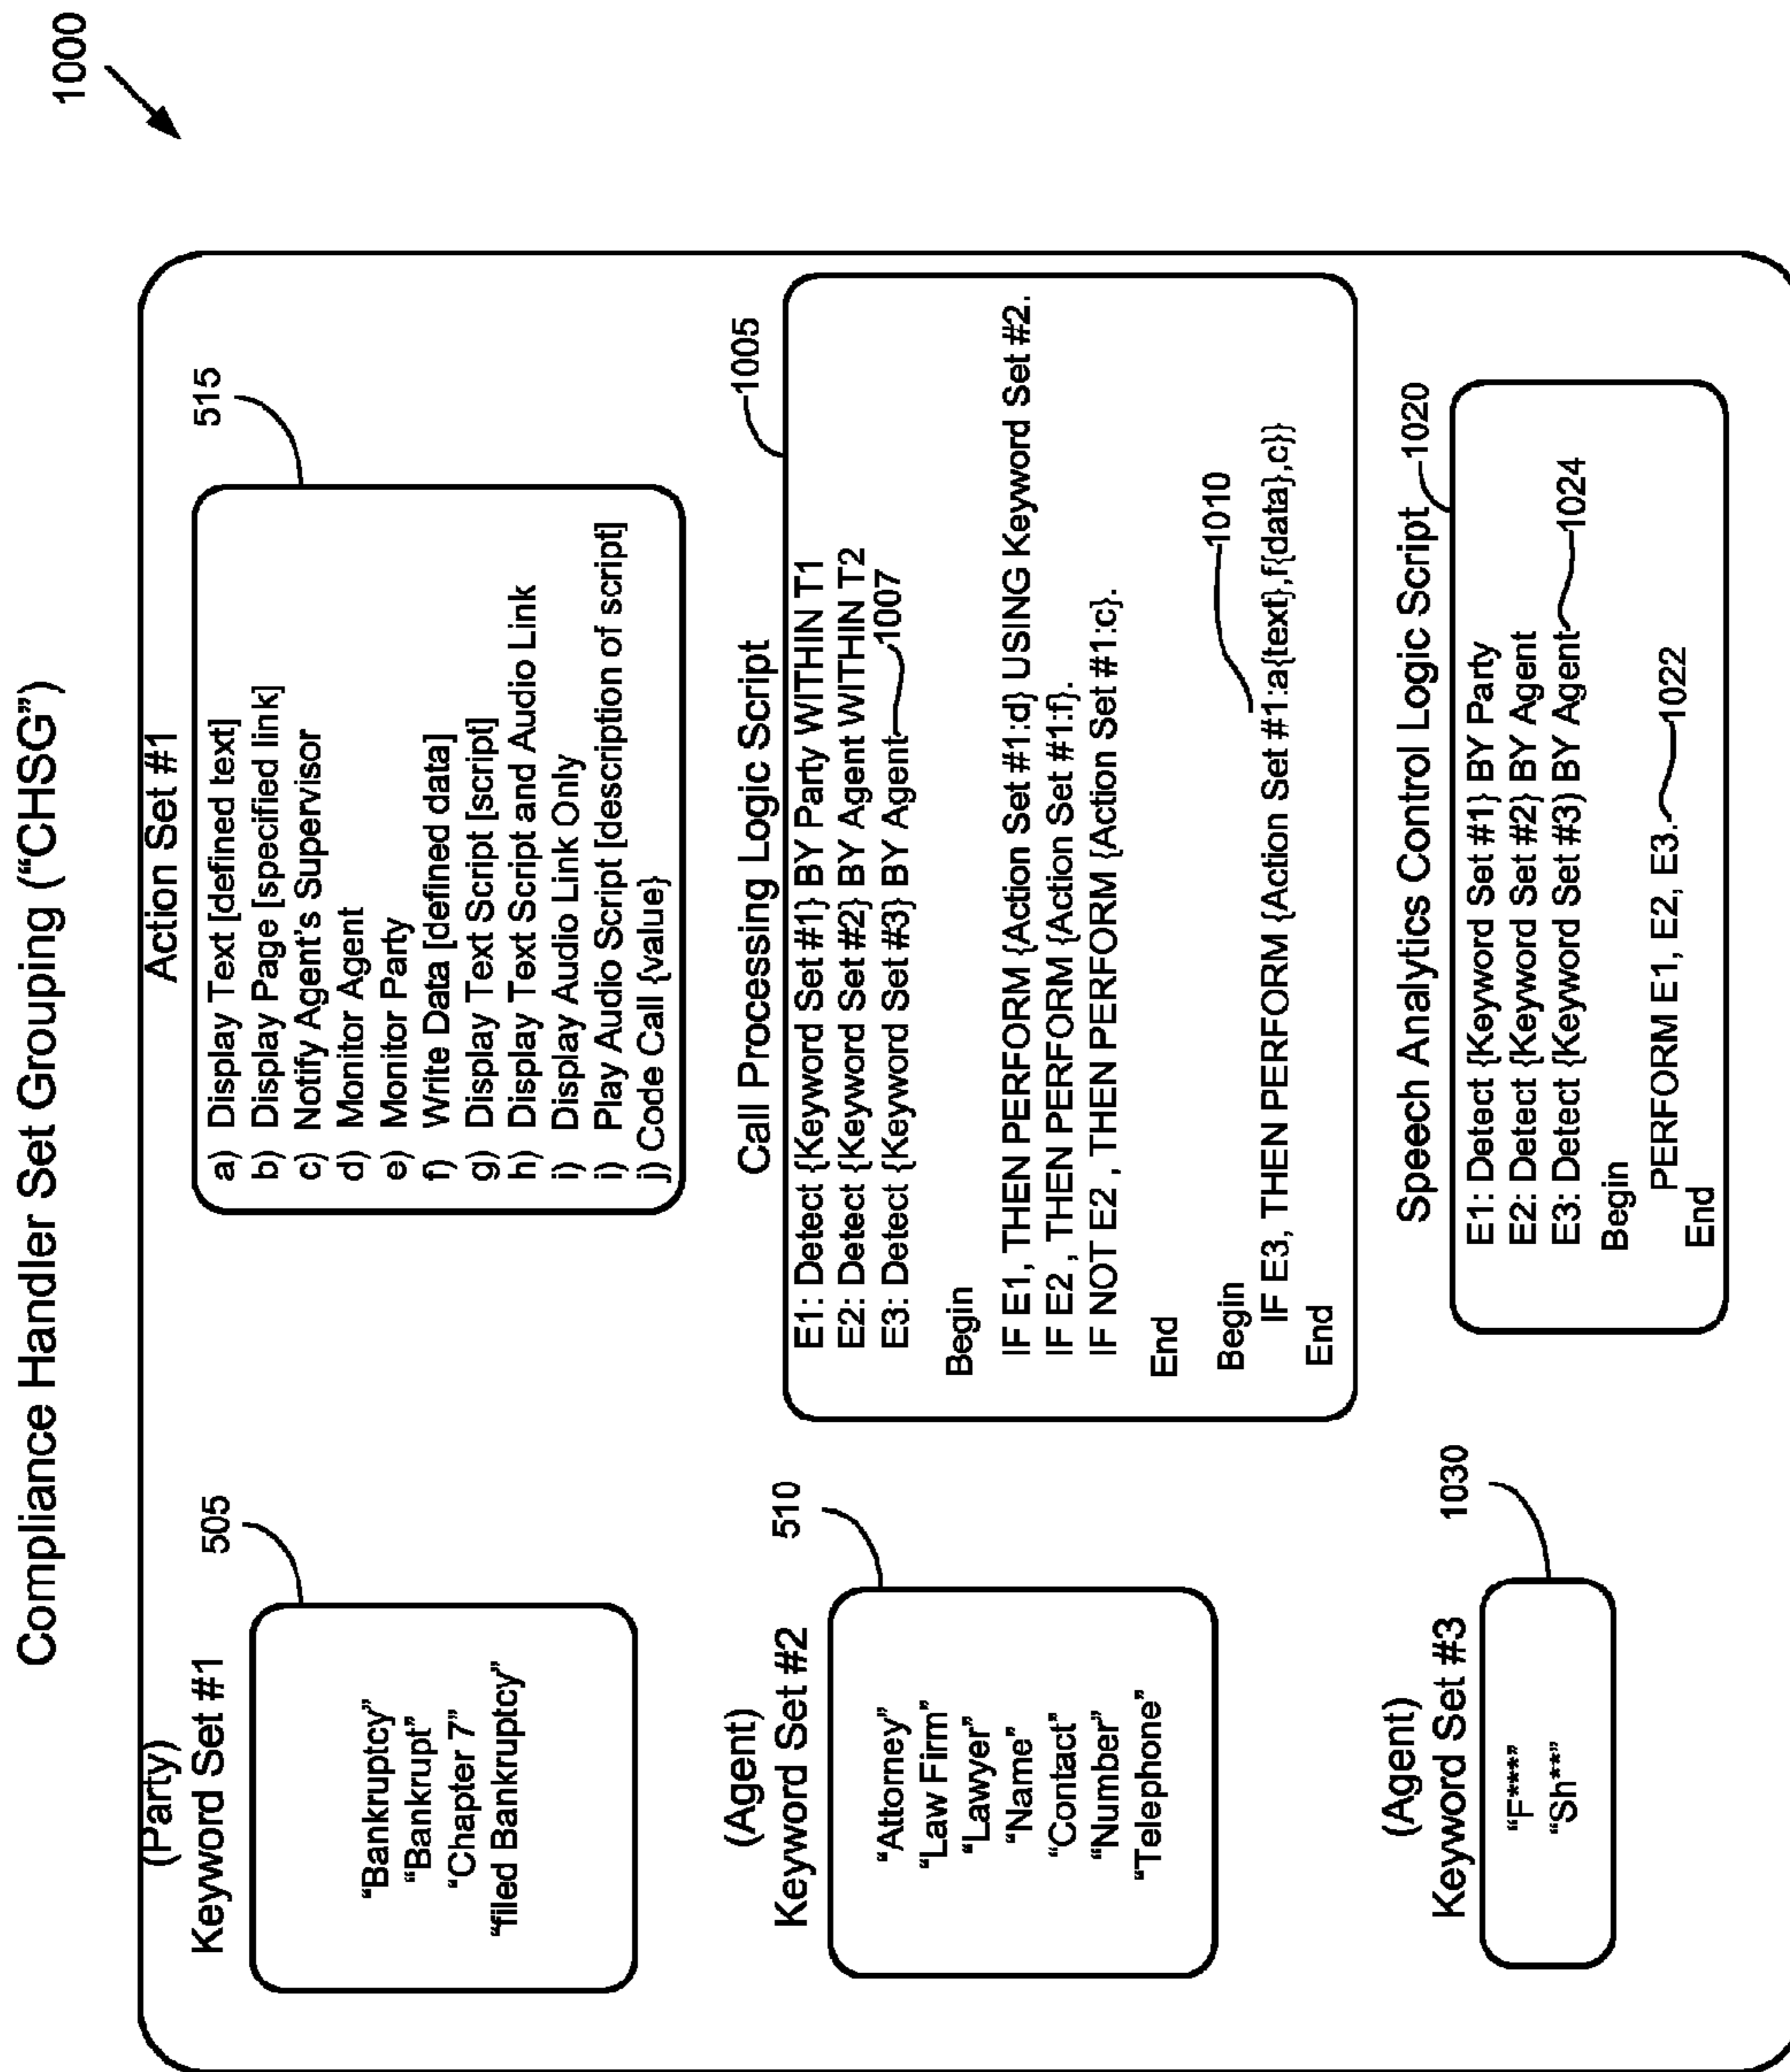 Compliance Handler Set Grouping (“CHSG”)
1000
(Party)
Keyword Set #1
505
“Bankruptcy”
“Bankrupt”
“Chapter 7”
“filed Bankruptcy”
Action Set #1
515
a) Display Text [defined text]
b) Display Page [specified link]
c) Notify Agent's Supervisor
d) Monitor Agent
e) Monitor Party
f) Write Data [defined data]
g) Display Text Script [script]
h) Display Text Script and Audio Link
i) Display Audio Link Only
i) Play Audio Script [description of script]
j) Code Call {value}
(Agent)
Keyword Set #2
510
“Attorney”
“Law Firm”
“Lawyer”
“Name”
“Contact”
“Number”
“Telephone”
Call Processing Logic Script
1005
E1: Detect {Keyword Set #1} BY Party WITHIN T1
E2: Detect {Keyword Set #2} BY Agent WITHIN T2
E3: Detect {Keyword Set #3} BY Agent 1007
Begin
IF E1, THEN PERFORM {Action Set #1:d} USING Keyword Set #2.
IF E2 , THEN PERFORM {Action Set #1:f}.
IF NOT E2 , THEN PERFORM {Action Set #1:c}.
End
1010
Begin
IF E3, THEN PERFORM {Action Set #1:a{text},f{data},c}}
End
(Agent)
Keyword Set #3
1030
“F***”
“Sh**”
Speech Analytics Control Logic Script
1020
E1: Detect {Keyword Set #1} BY Party
E2: Detect {Keyword Set #2} BY Agent
E3: Detect {Keyword Set #3} BY Agent 1024
Begin
PERFORM E1, E2, E3. 1022
End